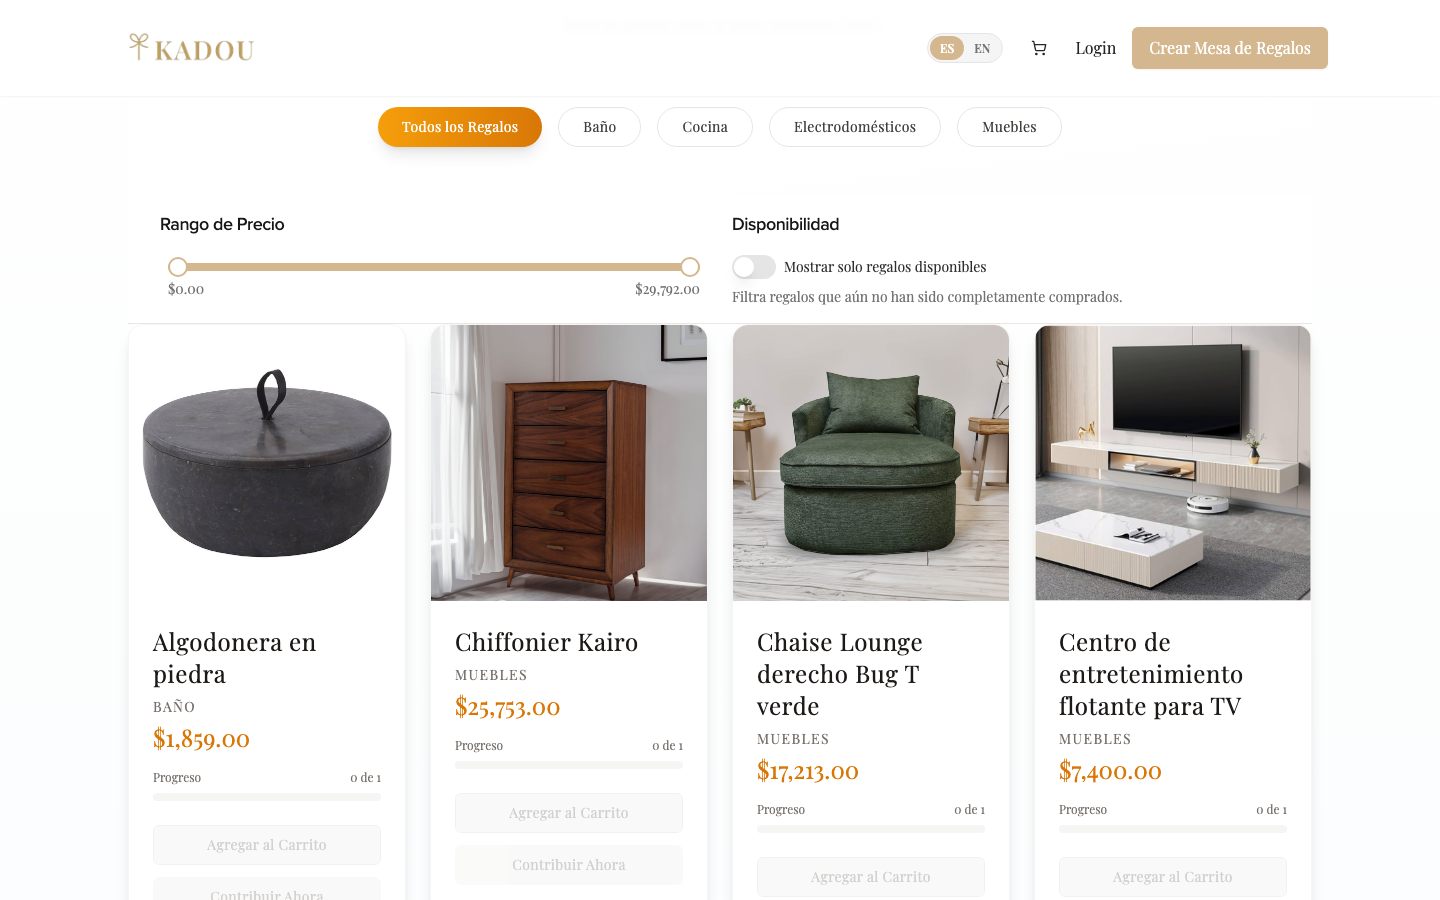 KADOU
ES EN
Login
Crear Mesa de Regalos
Todos los Regalos
Baño
Cocina
Electrodomésticos
Muebles
Rango de Precio
$0.00 $29,792.00
Disponibilidad
Mostrar solo regalos disponibles
Filtra regalos que aún no han sido completamente comprados.
Algodonera en
piedra
BAÑO
$1,859.00
Progreso 0 de 1
Agregar al Carrito
Contribuir Ahora
Chiffonier Kairo
MUEBLES
$25,753.00
Progreso 0 de 1
Agregar al Carrito
Contribuir Ahora
Chaise Lounge
derecho Bug T
verde
MUEBLES
$17,213.00
Progreso 0 de 1
Agregar al Carrito
Centro de
entretenimiento
flotante para TV
MUEBLES
$7,400.00
Progreso 0 de 1
Agregar al Carrito